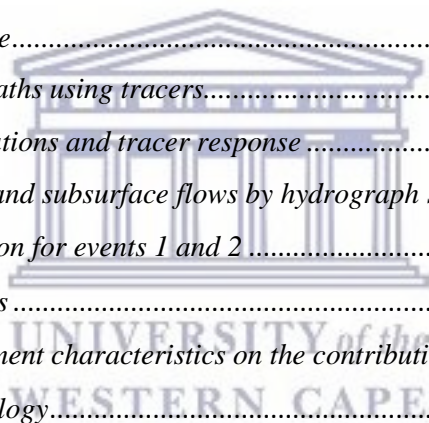 e..............................................................
aths using tracers...............................
ations and tracer response ................
and subsurface flows by hydrograph
on for events 1 and 2 ..........................
s ..............................................................
UNIVERSITY of the
ment characteristics on the contributi
WESTERN CAPE
logy.......................................................